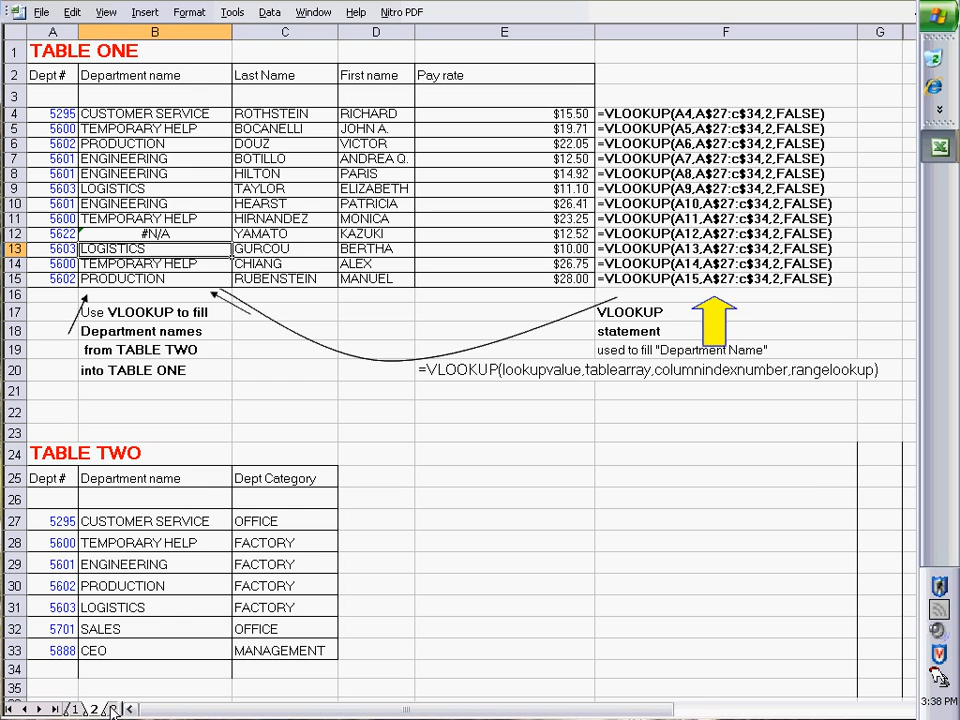 File Edit View Insert Format Tools Data Window Help Nitro PDF
A B C D E F G
1 TABLE ONE
2 Dept # Department name Last Name First name Pay rate
3
4 5295 CUSTOMER SERVICE ROTHSTEIN RICHARD $15.50 =VLOOKUP(A4,A$27:c$34,2,FALSE)
5 5600 TEMPORARY HELP BOCANELLI JOHN A. $19.71 =VLOOKUP(A5,A$27:c$34,2,FALSE)
6 5602 PRODUCTION DOUZ VICTOR $22.05 =VLOOKUP(A6,A$27:c$34,2,FALSE)
7 5601 ENGINEERING BOTILLO ANDREA Q. $12.50 =VLOOKUP(A7,A$27:c$34,2,FALSE)
8 5601 ENGINEERING HILTON PARIS $14.92 =VLOOKUP(A8,A$27:c$34,2,FALSE)
9 5603 LOGISTICS TAYLOR ELIZABETH $11.10 =VLOOKUP(A9,A$27:c$34,2,FALSE)
10 5601 ENGINEERING HEARST PATRICIA $26.41 =VLOOKUP(A10,A$27:c$34,2,FALSE)
11 5600 TEMPORARY HELP HIRNANDEZ MONICA $23.25 =VLOOKUP(A11,A$27:c$34,2,FALSE)
12 5622 #N/A YAMATO KAZUKI $12.52 =VLOOKUP(A12,A$27:c$34,2,FALSE)
13 5603 LOGISTICS GURCOU BERTHA $10.00 =VLOOKUP(A13,A$27:c$34,2,FALSE)
14 5600 TEMPORARY HELP CHIANG ALEX $26.75 =VLOOKUP(A14,A$27:c$34,2,FALSE)
15 5602 PRODUCTION RUBENSTEIN MANUEL $28.00 =VLOOKUP(A15,A$27:c$34,2,FALSE)
16
17 Use VLOOKUP to fill VLOOKUP
18 Department names statement
19 from TABLE TWO used to fill "Department Name"
20 into TABLE ONE =VLOOKUP(lookupvalue,tablearray,columnindexnumber,rangelookup)
21
22
23
24 TABLE TWO
25 Dept # Department name Dept Category
26
27 5295 CUSTOMER SERVICE OFFICE
28 5600 TEMPORARY HELP FACTORY
29 5601 ENGINEERING FACTORY
30 5602 PRODUCTION FACTORY
31 5603 LOGISTICS FACTORY
32 5701 SALES OFFICE
33 5888 CEO MANAGEMENT
34
35
1 2
3:38 PM